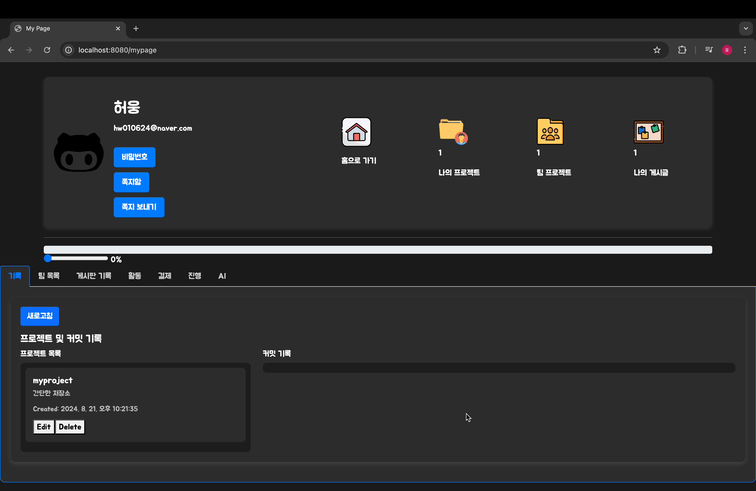 My Page
localhost:8080/mypage
허웅
hw010624@naver.com
비밀번호
쪽지함
쪽지 보내기
홈으로 가기
1
나의 프로젝트
1
팀 프로젝트
1
나의 게시글
0%
기록 팀 목록 게시판 기록 활동 결제 진행 AI
새로고침
프로젝트 및 커밋 기록
프로젝트 목록
커밋 기록
myproject
간단한 저장소
Created: 2024. 8. 21. 오후 10:21:35
Edit Delete